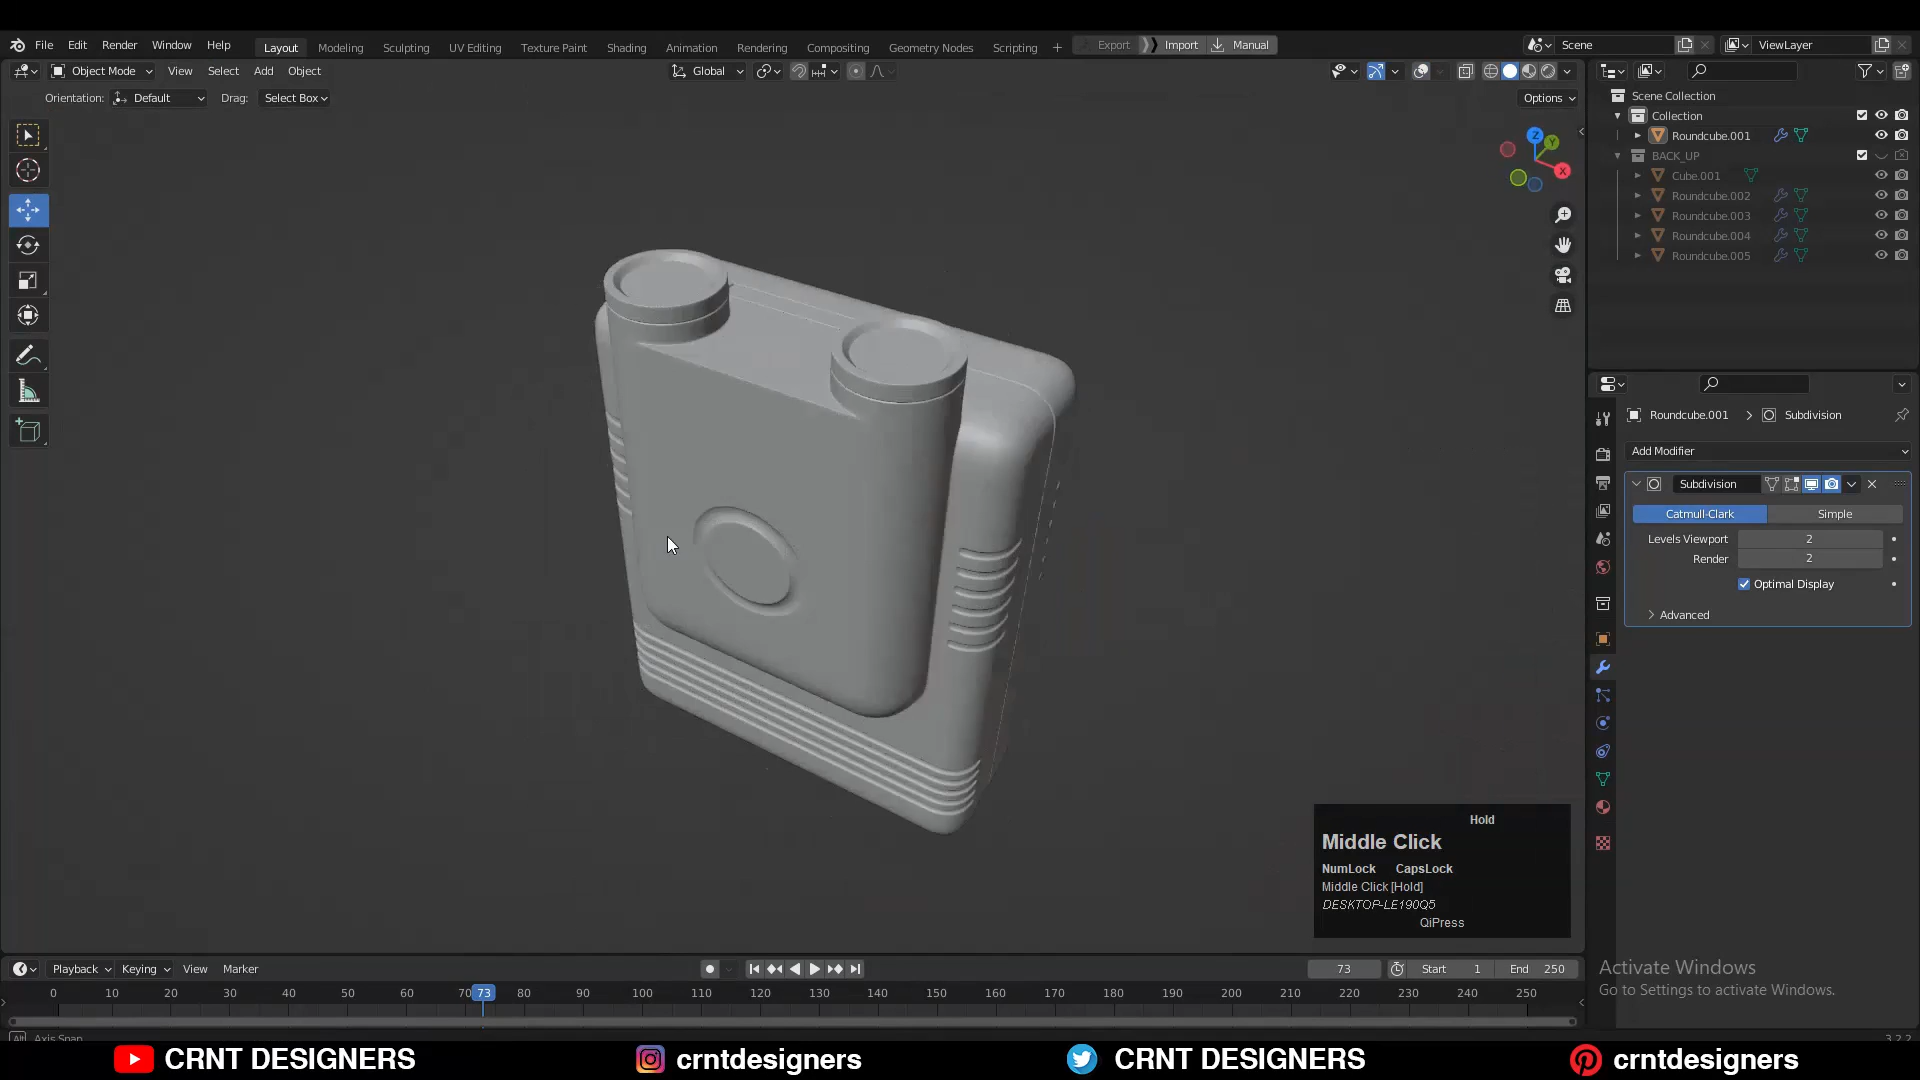 File Edit Render Window Help Layout Modeling Sculpting UV Editing Texture Paint Shading Animation Rendering Compositing Geometry Nodes Scripting + Export Import Manual Scene ViewLayer
Object Mode View Select Add Object Global
Orientation: Default Drag: Select Box Options
Scene Collection
Collection
Roundcube.001
BACK_UP
Cube.001
Roundcube.002
Roundcube.003
Roundcube.004
Roundcube.005
Z
Y
X
Roundcube.001 > Subdivision
Add Modifier
Subdivision
Catmull-Clark Simple
Levels Viewport 2
Render 2
Optimal Display
Advanced
Hold
Middle Click
NumLock CapsLock
Middle Click [Hold]
DESKTOP-LE190Q5
QiPress
Activate Windows
Go to Settings to activate Windows.
Playback Keying View Marker 73 Start 1 End 250
0 10 20 30 40 50 60 70 73 80 90 100 110 120 130 140 150 160 170 180 190 200 210 220 230 240 250
Alt Axis Snap 3.2.2
CRNT DESIGNERS crntdesigners CRNT DESIGNERS crntdesigners